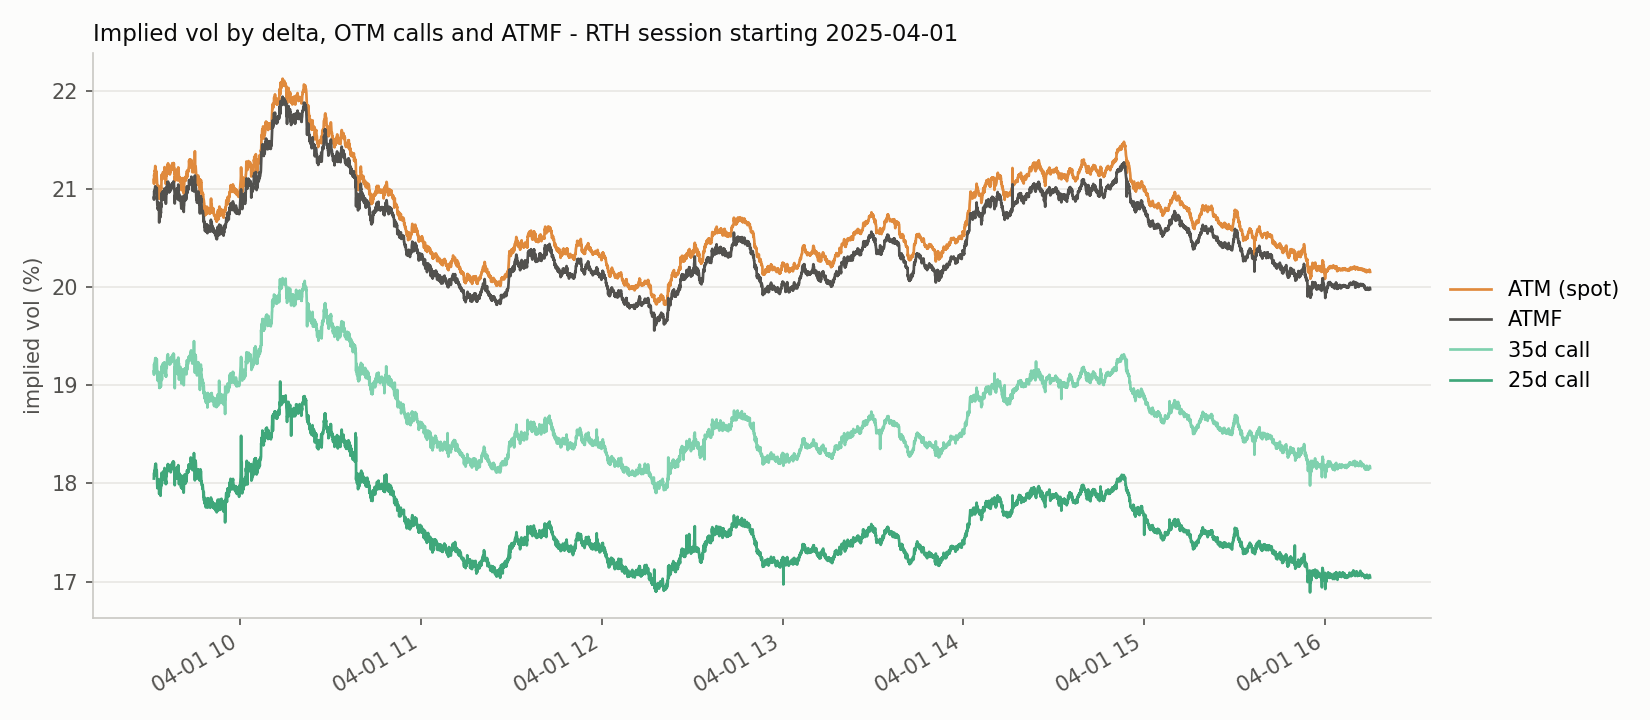 Implied vol by delta, OTM calls and ATMF - RTH session starting 2025-04-01
implied vol (%)
22
21
20
19
18
17
04-01 10
04-01 11
04-01 12
04-01 13
04-01 14
04-01 15
04-01 16
ATM (spot)
ATMF
35d call
25d call